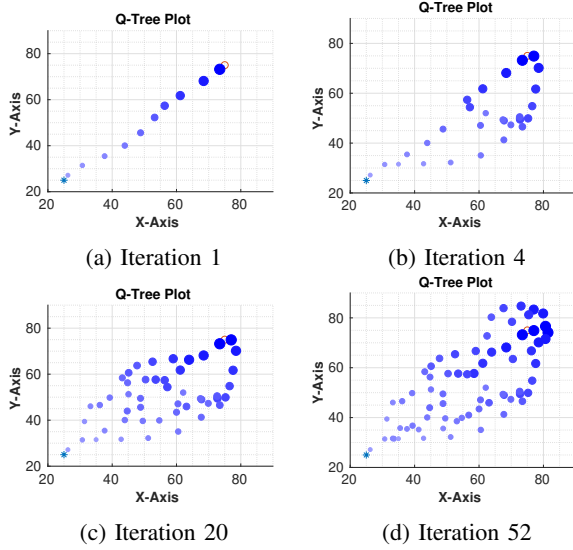 Q-Tree Plot
80
60
40
20
20 40 60 80
Y-Axis
X-Axis
(a) Iteration 1
Q-Tree Plot
80
60
40
20
20 40 60 80
Y-Axis
X-Axis
(b) Iteration 4
Q-Tree Plot
80
60
40
20
20 40 60 80
Y-Axis
X-Axis
(c) Iteration 20
Q-Tree Plot
80
60
40
20
20 40 60 80
Y-Axis
X-Axis
(d) Iteration 52